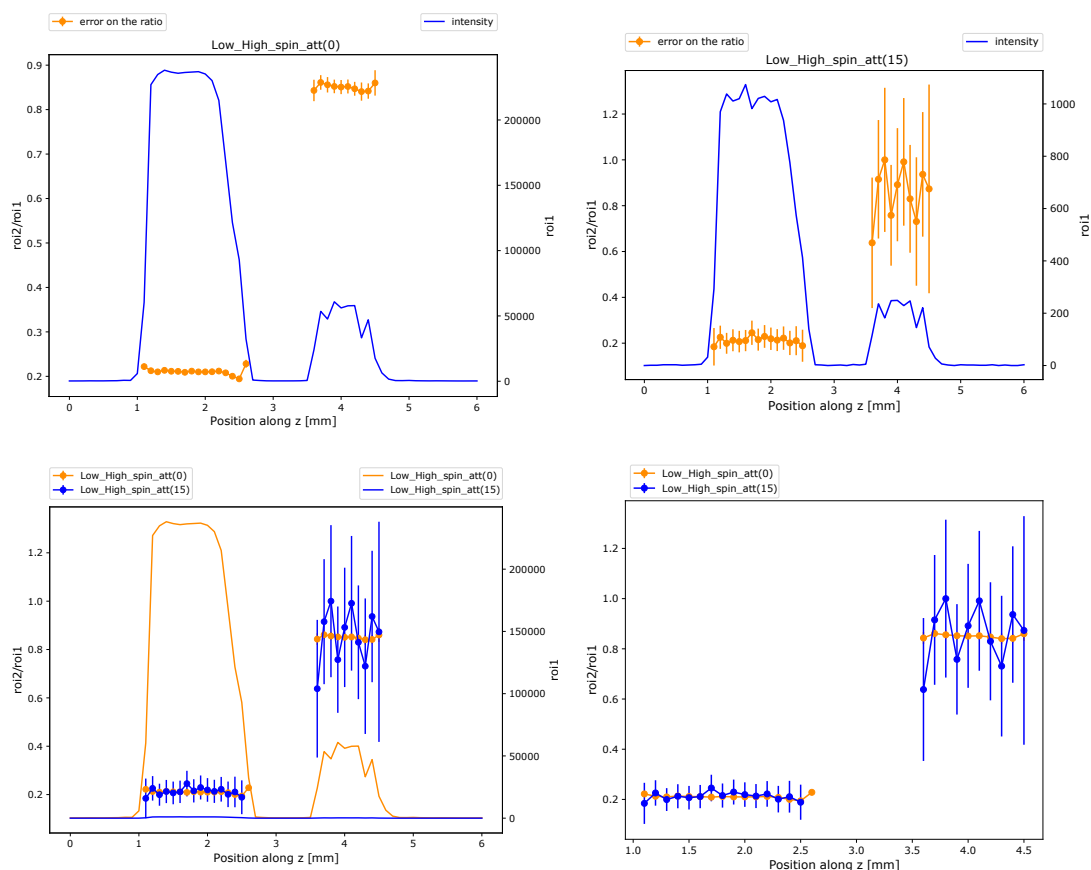 error on the ratio
intensity
Low_High_spin_att(0)
0.9
0.8
0.7
0.6
0.5
0.4
0.3
0.2
roi2/roi1
200000
150000
100000
50000
0
roi1
0 1 2 3 4 5 6
Position along z [mm]
error on the ratio
intensity
Low_High_spin_att(15)
1.2
1.0
0.8
0.6
0.4
0.2
roi2/roi1
1000
800
600
400
200
0
roi1
0 1 2 3 4 5 6
Position along z [mm]
Low_High_spin_att(0)
Low_High_spin_att(15)
Low_High_spin_att(0)
Low_High_spin_att(15)
1.2
1.0
0.8
0.6
0.4
0.2
roi2/roi1
200000
150000
100000
50000
0
roi1
0 1 2 3 4 5 6
Position along z [mm]
Low_High_spin_att(0)
Low_High_spin_att(15)
1.2
1.0
0.8
0.6
0.4
0.2
roi2/roi1
1.0 1.5 2.0 2.5 3.0 3.5 4.0 4.5
Position along z [mm]